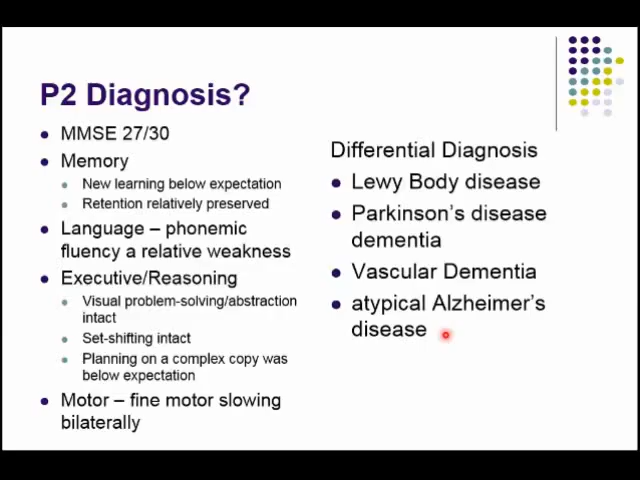 P2 Diagnosis?
MMSE 27/30
Memory
New learning below expectation
Retention relatively preserved
Language – phonemic
fluency a relative weakness
Executive/Reasoning
Visual problem-solving/abstraction
intact
Set-shifting intact
Planning on a complex copy was
below expectation
Motor – fine motor slowing
bilaterally
Differential Diagnosis
Lewy Body disease
Parkinson's disease
dementia
Vascular Dementia
atypical Alzheimer's
disease